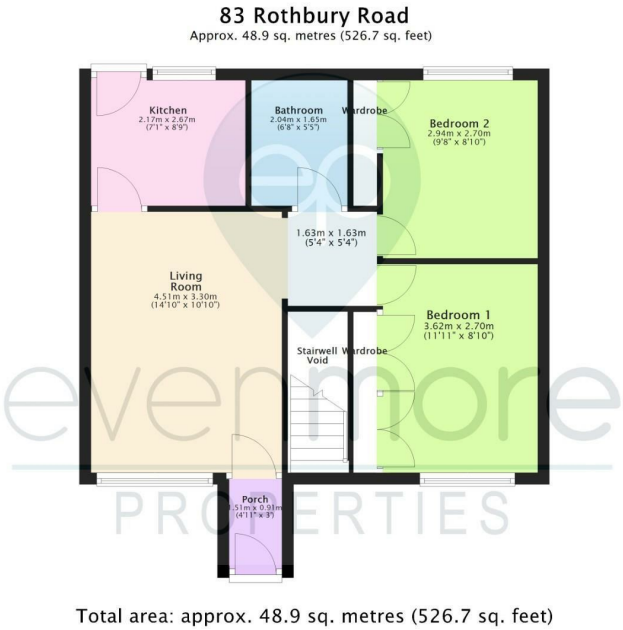 83 Rothbury Road
Approx. 48.9 sq. metres (526.7 sq. feet)
Kitchen
2.17m x 2.67m
(7'1" x 8'9")
Bathroom
2.04m x 1.65m
(6'8" x 5'5")
Wardrobe
Bedroom 2
2.94m x 2.70m
(9'8" x 8'10")
1.63m x 1.63m
(5'4" x 5'4")
Living
Room
4.51m x 3.30m
(14'10" x 10'10")
Bedroom 1
3.62m x 2.70m
(11'11" x 8'10")
Stairwell
Void
Wardrobe
evenmore
PROPERTIES
Porch
1.51m x 0.91m
(4'11" x 3')
Total area: approx. 48.9 sq. metres (526.7 sq. feet)